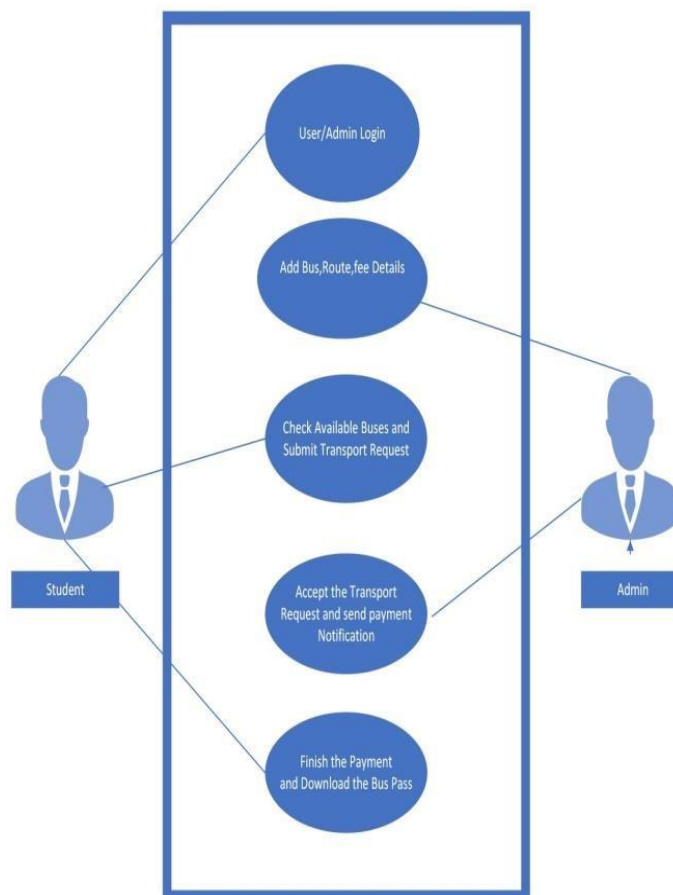 User/Admin Login
Add Bus,Route,fee Details
Check Available Buses and
Submit Transport Request
Student
Admin
Accept the Transport
Request and send payment
Notification
Finish the Payment
and Download the Bus Pass